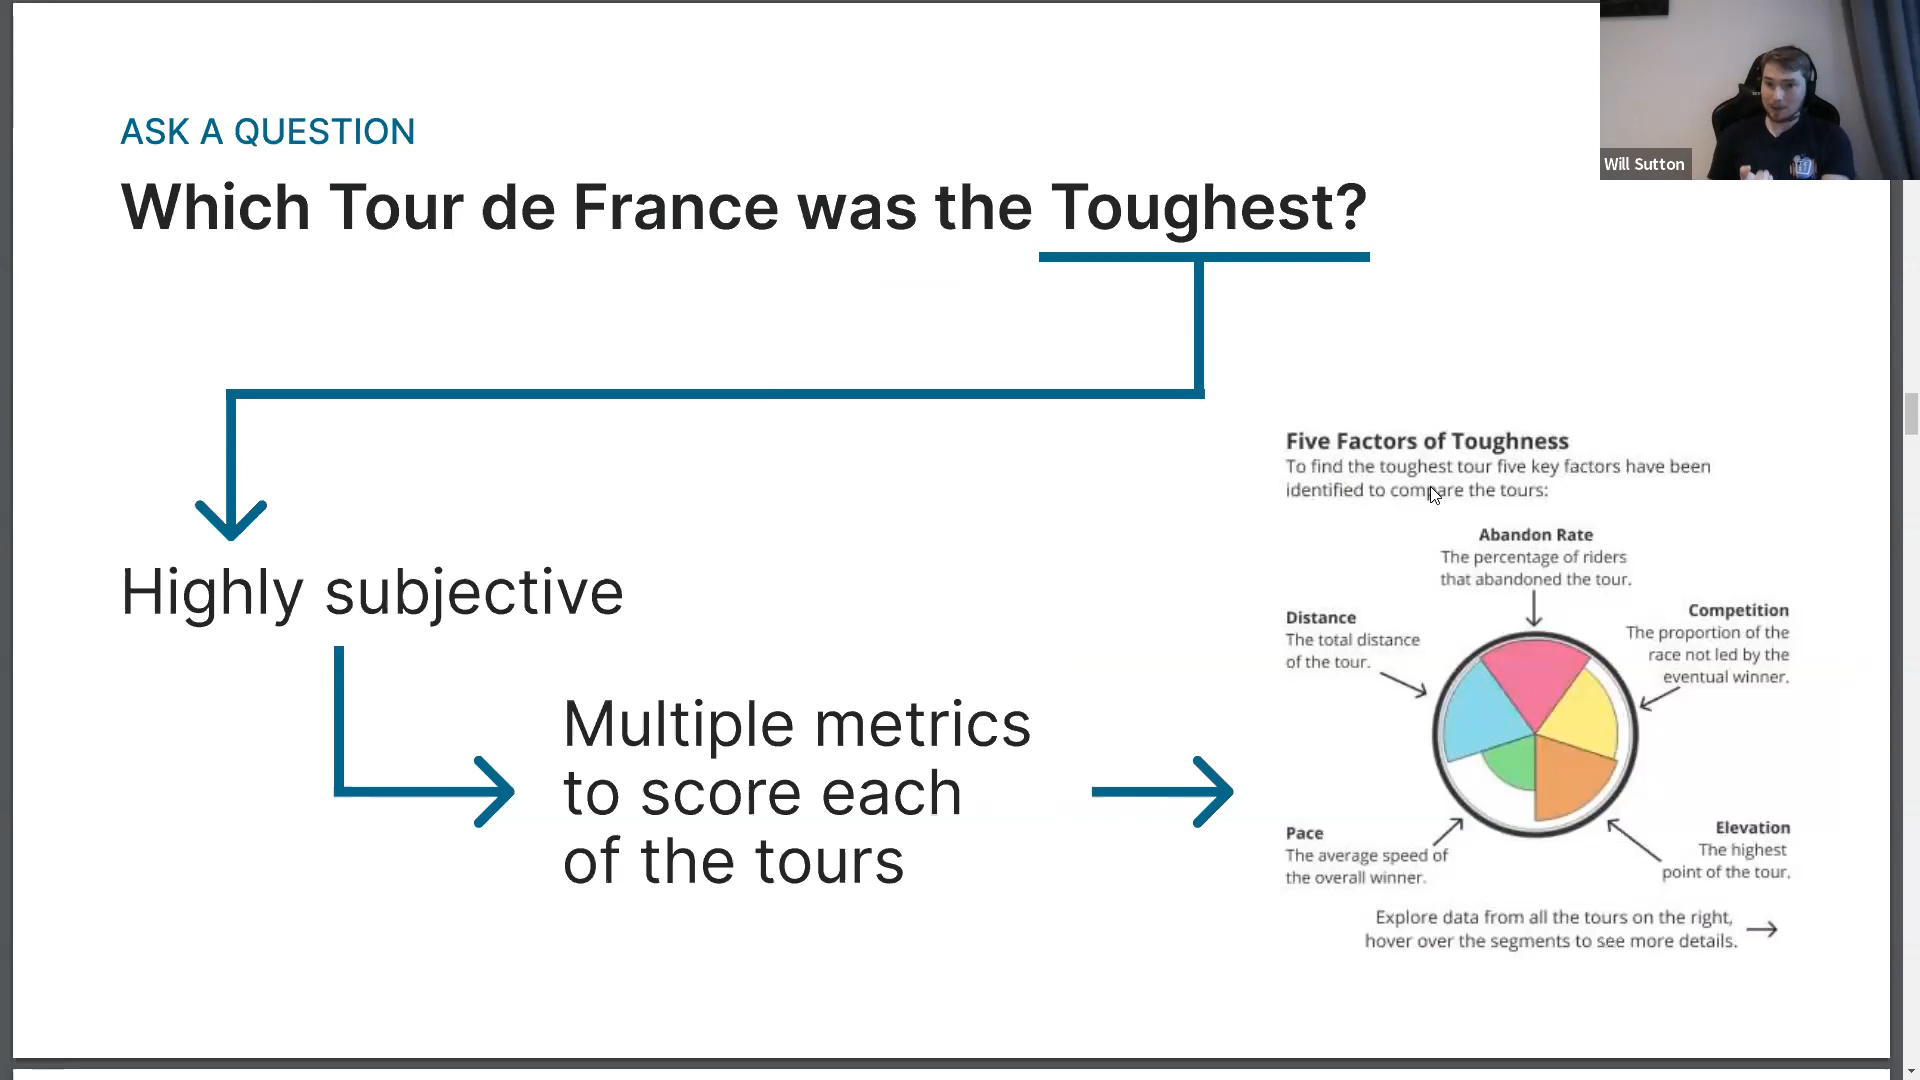 ASK A QUESTION
Which Tour de France was the Toughest?
Will Sutton
Highly subjective
Multiple metrics
to score each
of the tours
Five Factors of Toughness
To find the toughest tour five key factors have been
identified to compare the tours:
Abandon Rate
The percentage of riders
that abandoned the tour.
Distance
The total distance
of the tour.
Competition
The proportion of the
race not led by the
eventual winner.
Pace
The average speed of
the overall winner.
Elevation
The highest
point of the tour.
Explore data from all the tours on the right,
hover over the segments to see more details.